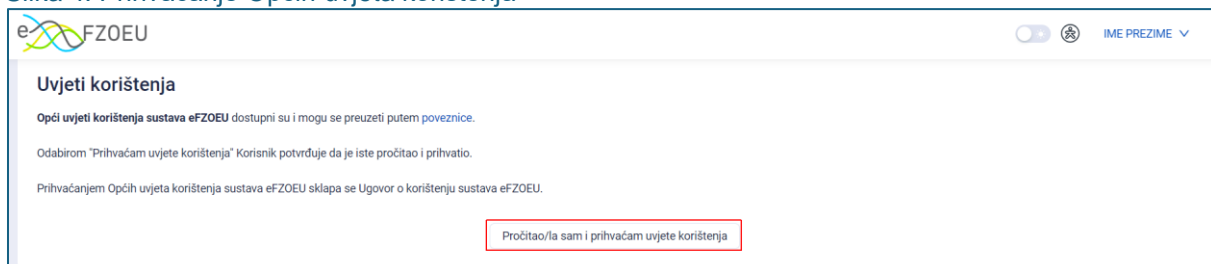 eFZOEU
IME PREZIME
Uvjeti korištenja
Opći uvjeti korištenja sustava eFZOEU dostupni su i mogu se preuzeti putem poveznice.
Odabirom "Prihvaćam uvjete korištenja" Korisnik potvrđuje da je iste pročitao i prihvatio.
Prihvaćanjem Općih uvjeta korištenja sustava eFZOEU sklapa se Ugovor o korištenju sustava eFZOEU.
Pročitao/la sam i prihvaćam uvjete korištenja